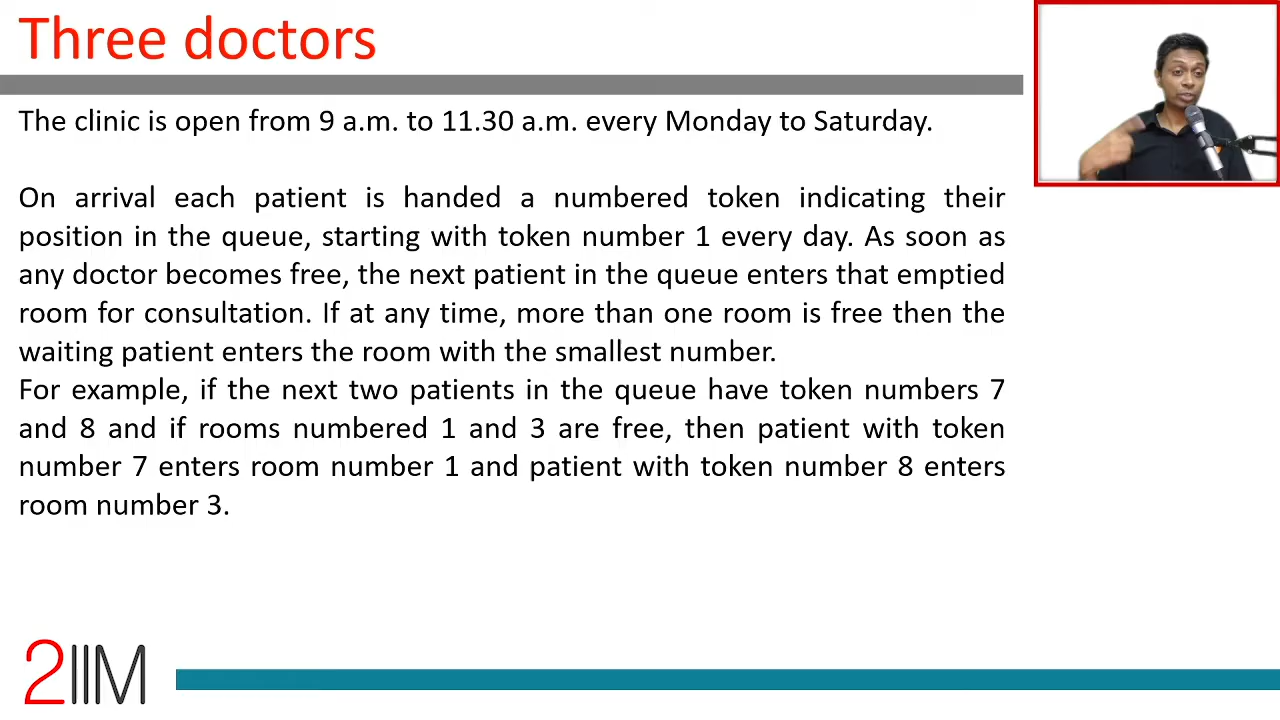 Three doctors
The clinic is open from 9 a.m. to 11.30 a.m. every Monday to Saturday.
On arrival each patient is handed a numbered token indicating their
position in the queue, starting with token number 1 every day. As soon as
any doctor becomes free, the next patient in the queue enters that emptied
room for consultation. If at any time, more than one room is free then the
waiting patient enters the room with the smallest number.
For example, if the next two patients in the queue have token numbers 7
and 8 and if rooms numbered 1 and 3 are free, then patient with token
number 7 enters room number 1 and patient with token number 8 enters
room number 3.
2IIM